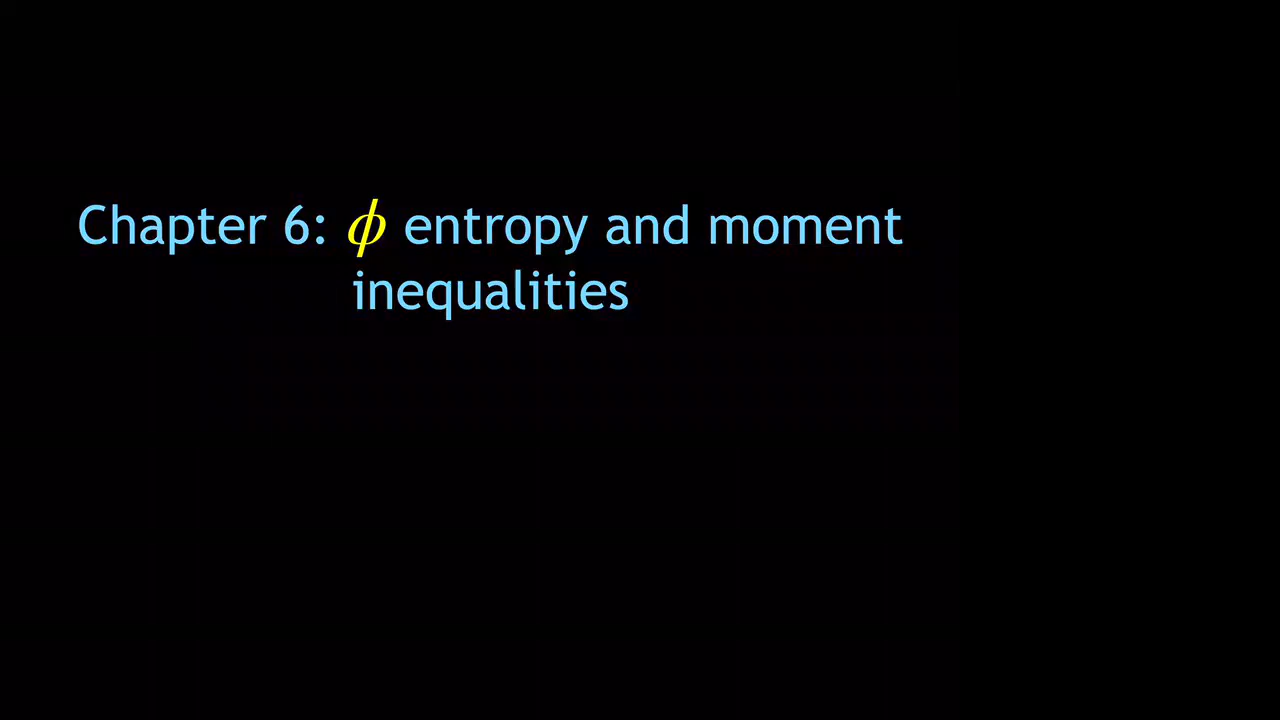 Chapter 6: ϕ entropy and moment
inequalities